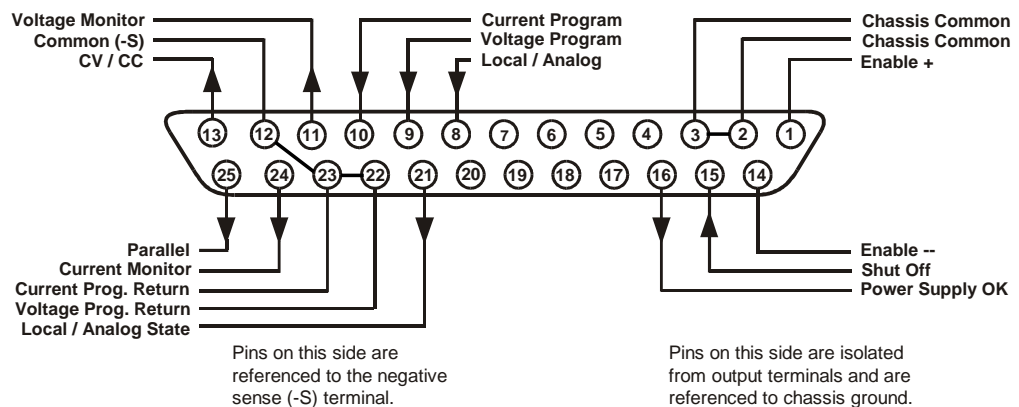 Voltage Monitor
Common (-S)
CV / CC
Current Program
Voltage Program
Local / Analog
Chassis Common
Chassis Common
Enable +
13 12 11 10 9 8 7 6 5 4 3 2 1
25 24 23 22 21 20 19 18 17 16 15 14
Parallel
Current Monitor
Current Prog. Return
Voltage Prog. Return
Local / Analog State
Enable --
Shut Off
Power Supply OK
Pins on this side are
referenced to the negative
sense (-S) terminal.
Pins on this side are isolated
from output terminals and are
referenced to chassis ground.